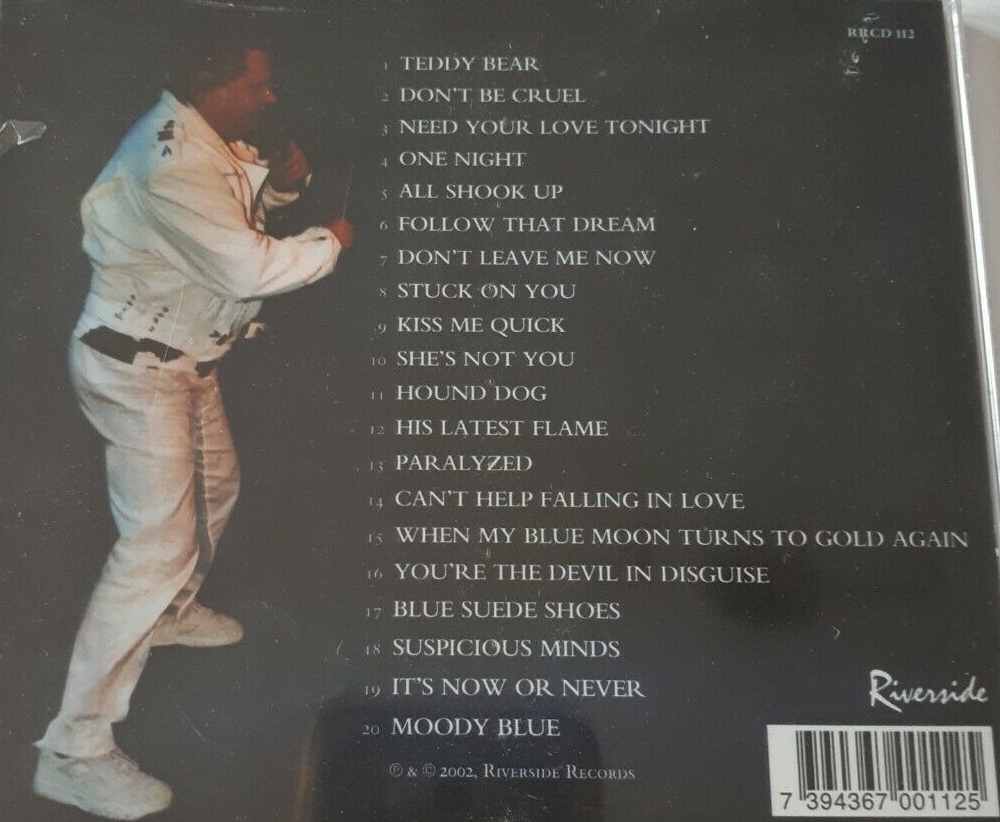 RRCD 112
1 TEDDY BEAR
2 DON'T BE CRUEL
3 NEED YOUR LOVE TONIGHT
4 ONE NIGHT
5 ALL SHOOK UP
6 FOLLOW THAT DREAM
7 DON'T LEAVE ME NOW
8 STUCK ON YOU
9 KISS ME QUICK
10 SHE'S NOT YOU
11 HOUND DOG
12 HIS LATEST FLAME
13 PARALYZED
14 CAN'T HELP FALLING IN LOVE
15 WHEN MY BLUE MOON TURNS TO GOLD AGAIN
16 YOU'RE THE DEVIL IN DISGUISE
17 BLUE SUEDE SHOES
18 SUSPICIOUS MINDS
19 IT'S NOW OR NEVER
20 MOODY BLUE
℗ & © 2002, RIVERSIDE RECORDS
Riverside
7 394367 001125